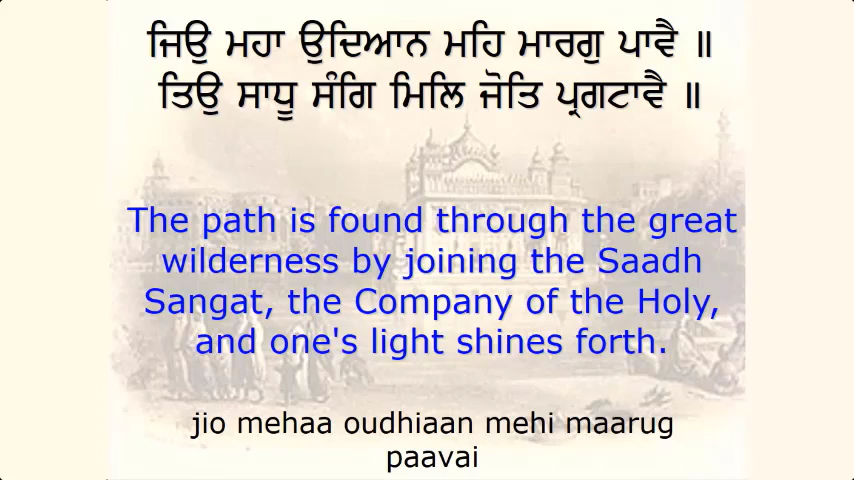 ਜਿਉ ਮਹਾ ਉਦਿਆਨ ਮਹਿ ਮਾਰਗੁ ਪਾਵੈ ॥
ਤਿਉ ਸਾਧੂ ਸੰਗਿ ਮਿਲਿ ਜੋਤਿ ਪ੍ਰਗਟਾਵੈ ॥
The path is found through the great
wilderness by joining the Saadh
Sangat, the Company of the Holy,
and one's light shines forth.
jio mehaa oudhiaan mehi maarug
paavai